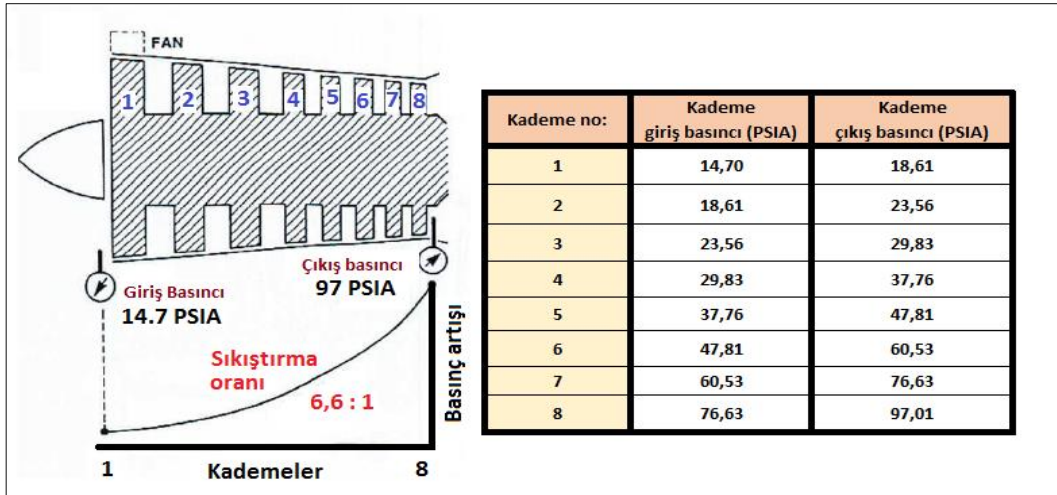 FAN
1 2 3 4 5 6 7 8
Giriş Basıncı
14.7 PSIA
Çıkış basıncı
97 PSIA
Sıkıştırma
oranı
6,6 : 1
Basınç artışı
1 Kademeler 8
Kademe no: Kademe giriş basıncı (PSIA) Kademe çıkış basıncı (PSIA)
1 14,70 18,61
2 18,61 23,56
3 23,56 29,83
4 29,83 37,76
5 37,76 47,81
6 47,81 60,53
7 60,53 76,63
8 76,63 97,01